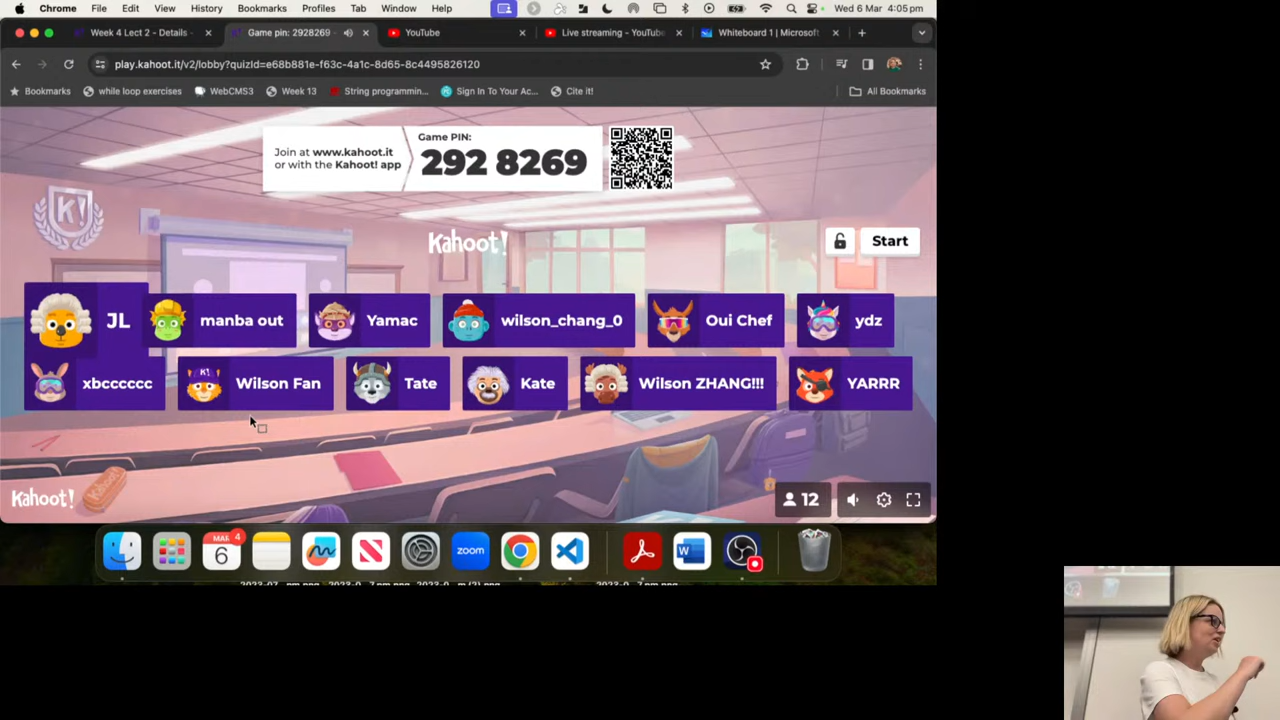 Chrome File Edit View History Bookmarks Profiles Tab Window Help Wed 6 Mar 4:05pm
Week 4 Lect 2 - Details Game pin: 2928269 YouTube Live streaming - YouTube Whiteboard 1 | Microsoft
play.kahoot.it/v2/lobby?quizId=e68b881e-f63c-4a1c-8d65-8c4495826120
Bookmarks while loop exercises WebCMS3 Week 13 String programmin... Sign In To Your Ac... Cite it! All Bookmarks
Join at www.kahoot.it
or with the Kahoot! app
Game PIN:
292 8269
K!
Kahoot!
Start
JL manba out Yamac wilson_chang_0 Oui Chef ydz
xbcccccc Wilson Fan Tate Kate Wilson ZHANG!!! YARRR
Kahoot!
12
MAR 4
6
zoom